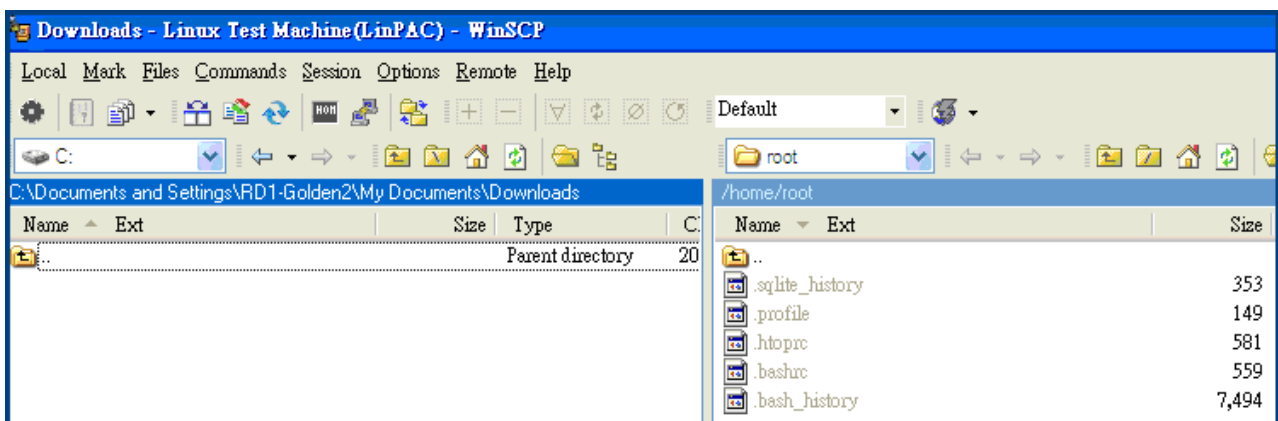 Downloads - Linux Test Machine(LinPAC) - WinSCP
Local Mark Files Commands Session Options Remote Help
Default
C:
root
C:\Documents and Settings\RD1-Golden2\My Documents\Downloads
/home/root
Name Ext Size Type C
Name Ext Size
.. Parent directory 20
..
.sqlite_history 353
.profile 149
.htoprc 581
.bashrc 559
.bash_history 7,494